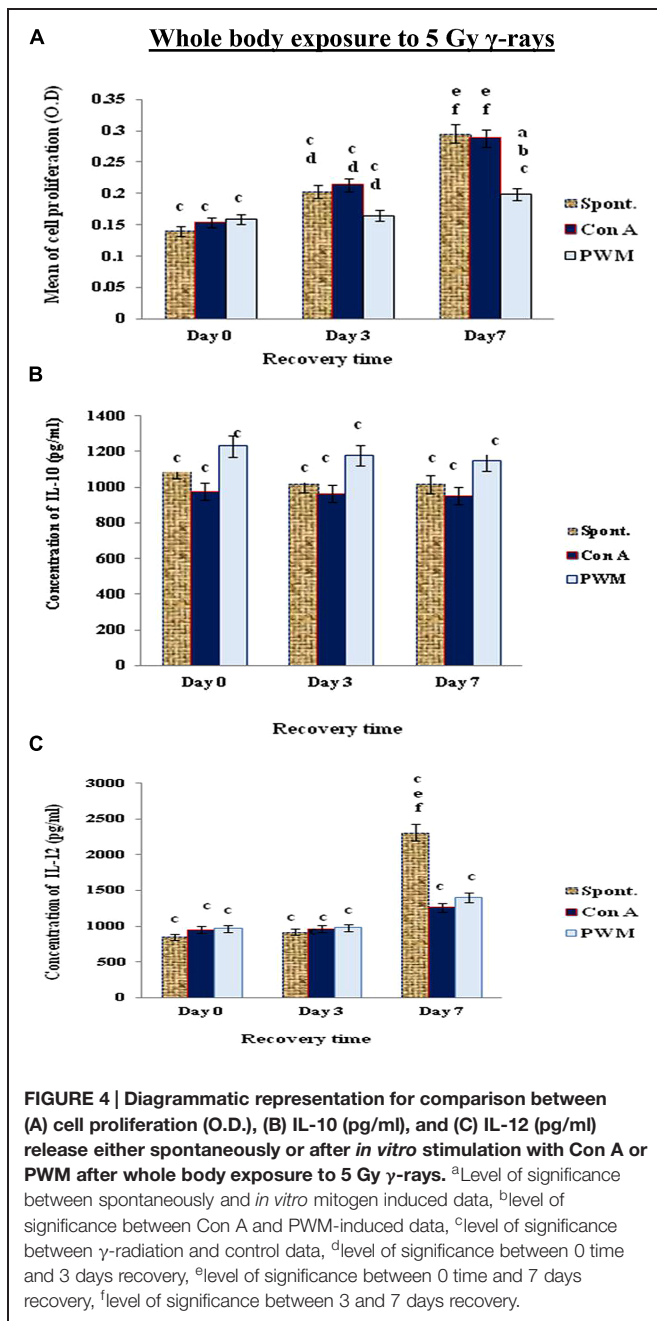 A
Whole body exposure to 5 Gy γ-rays
Mean of cell proliferation (O.D)
0.35
0.3
0.25
0.2
0.15
0.1
0.05
0
c c c
c
d
c
d
c
d
e
f
e
f
a
b
c
Spont.
Con A
PWM
Day 0 Day 3 Day7
Recovery time
B
Concentration of IL-10 (pg/ml)
1400
1200
1000
800
600
400
200
0
c c c
c c c
c c c
Spont.
Con A
PWM
Day 0 Day 3 Day 7
Recovery time
C
Concentration of IL-12 (pg/ml)
3000
2500
2000
1500
1000
500
0
c c c
c c c
c
e
f
c c
Spont.
Con A
PWM
Day 0 Day 3 Day 7
Recovery time
FIGURE 4 | Diagrammatic representation for comparison between
(A) cell proliferation (O.D.), (B) IL-10 (pg/ml), and (C) IL-12 (pg/ml)
release either spontaneously or after in vitro stimulation with Con A or
PWM after whole body exposure to 5 Gy γ-rays. aLevel of significance
between spontaneously and in vitro mitogen induced data, blevel of
significance between Con A and PWM-induced data, clevel of significance
between γ-radiation and control data, dlevel of significance between 0 time
and 3 days recovery, elevel of significance between 0 time and 7 days
recovery, flevel of significance between 3 and 7 days recovery.